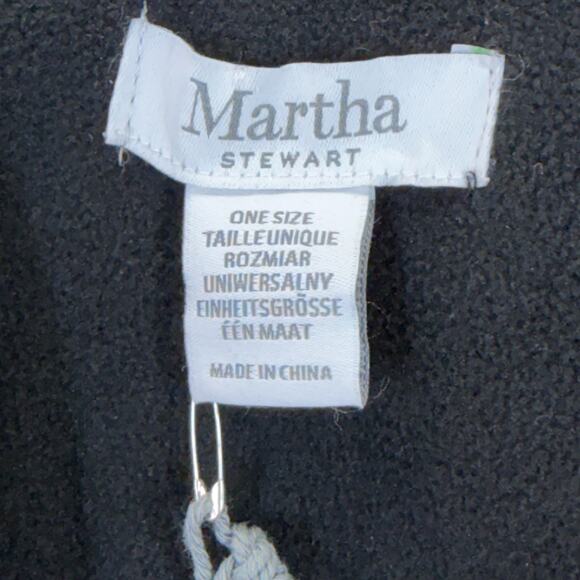 Martha
STEWART
ONE SIZE
TAILLE UNIQUE
ROZMIAR
UNIWERSALNY
EINHEITSGRÖSSE
ÉÉN MAAT
MADE IN CHINA